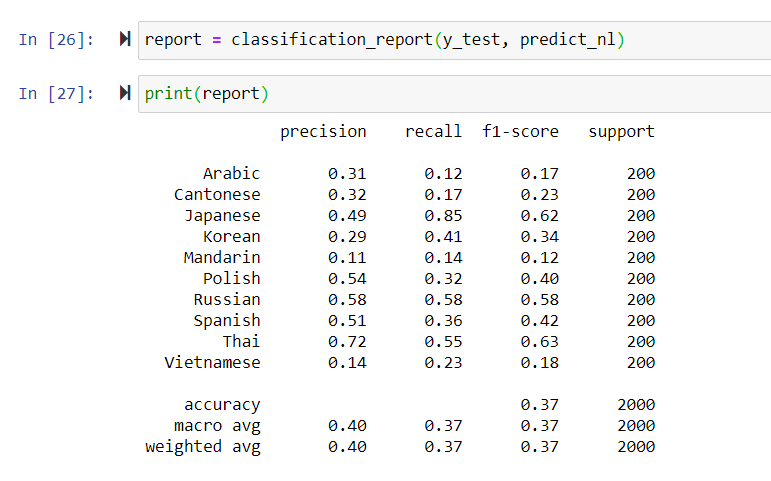 In [26]: report = classification_report(y_test, predict_nl)
In [27]: print(report)
precision recall f1-score support
Arabic 0.31 0.12 0.17 200
Cantonese 0.32 0.17 0.23 200
Japanese 0.49 0.85 0.62 200
Korean 0.29 0.41 0.34 200
Mandarin 0.11 0.14 0.12 200
Polish 0.54 0.32 0.40 200
Russian 0.58 0.58 0.58 200
Spanish 0.51 0.36 0.42 200
Thai 0.72 0.55 0.63 200
Vietnamese 0.14 0.23 0.18 200
accuracy 0.37 2000
macro avg 0.40 0.37 0.37 2000
weighted avg 0.40 0.37 0.37 2000